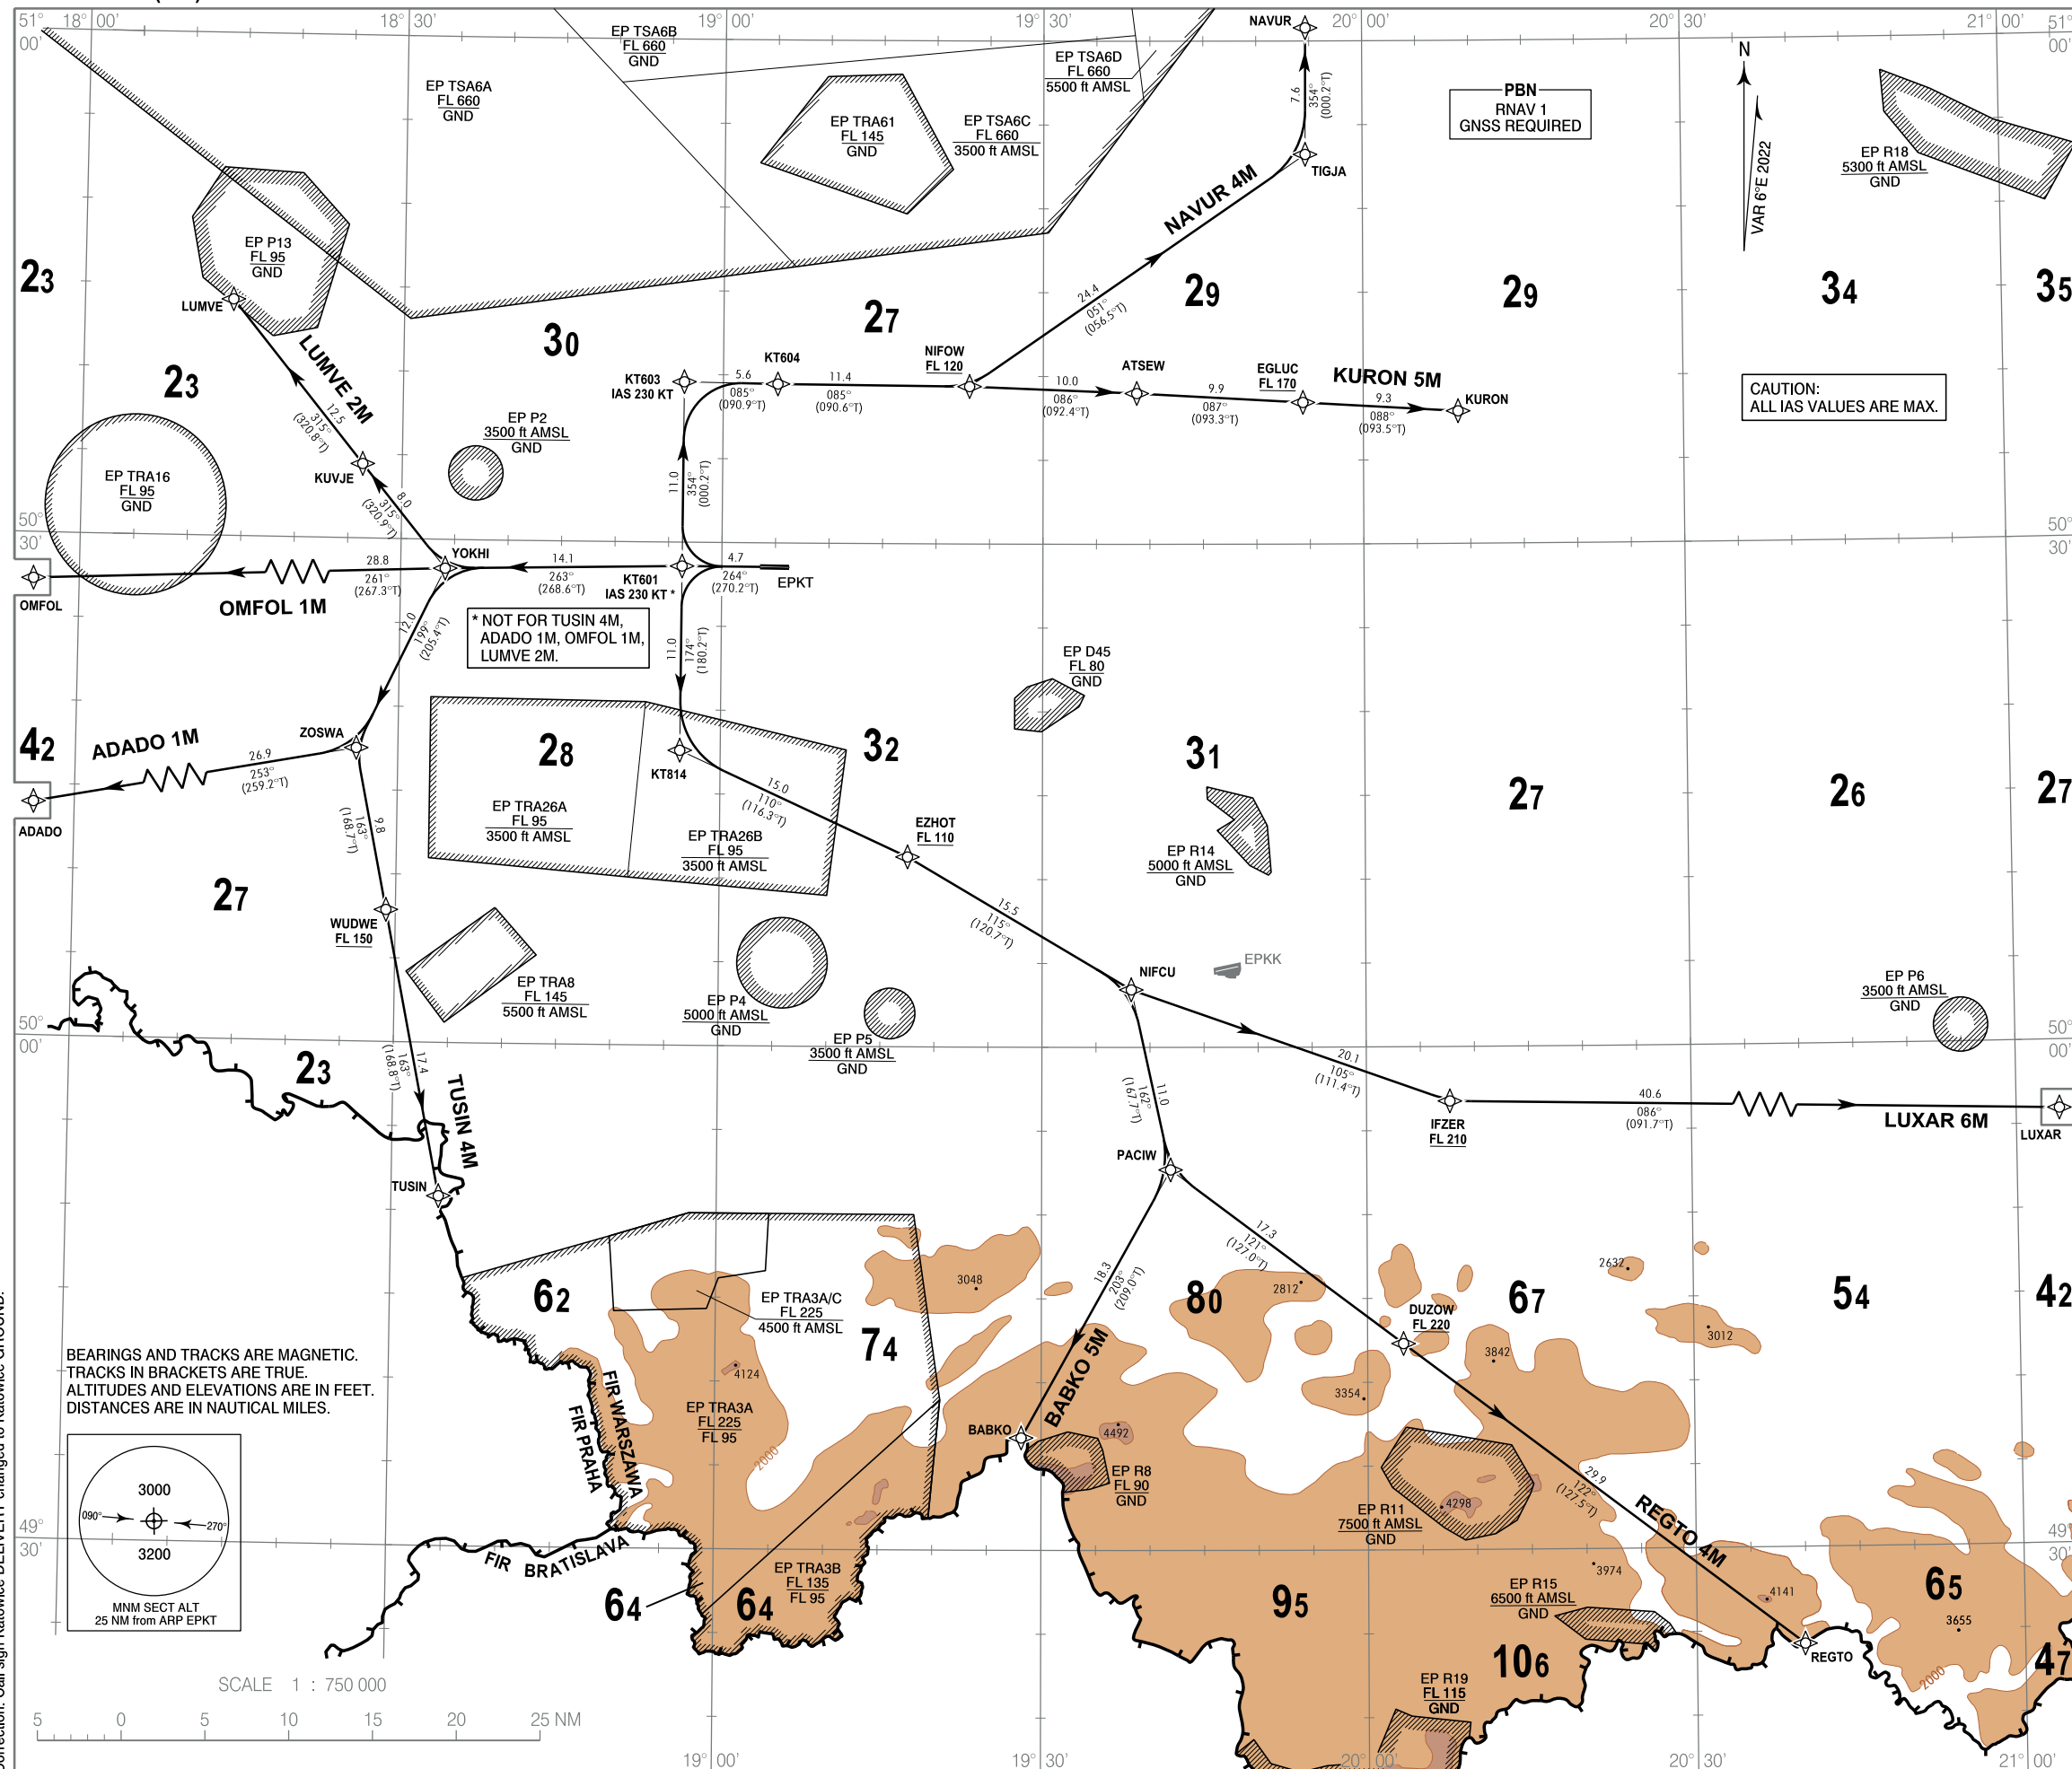 51° 18° 00' 18° 30' 19° 00' 19° 30' 20° 00' 20° 30' 21° 00' 51°
00' 00'
NAVUR
EP TSA6B
FL 660
GND
EP TSA6A
FL 660
GND
EP TSA6D
FL 660
5500 ft AMSL
EP TRA61
FL 145
GND
EP TSA6C
FL 660
3500 ft AMSL
7.6
354°
(000.2°T)
TIGJA
PBN
RNAV 1
GNSS REQUIRED
N
VAR 6°E 2022
EP R18
5300 ft AMSL
GND
EP P13
FL 95
GND
LUMVE
NAVUR 4M
24.4
051°
(056.5°T)
23
30
27
29
29
34
35
23
LUMVE 2M
12.5
315°
(320.8°T)
KUVJE
8.0
315°
(320.9°T)
EP P2
3500 ft AMSL
GND
EP TRA16
FL 95
GND
KT603
IAS 230 KT
5.6
085°
(090.9°T)
KT604
11.4
085°
(090.6°T)
NIFOW
FL 120
10.0
086°
(092.4°T)
ATSEW
9.9
087°
(093.3°T)
EGLUC
FL 170
KURON 5M
9.3
088°
(093.5°T)
KURON
CAUTION:
ALL IAS VALUES ARE MAX.
11.0
354°
(000.2°T)
50°
30'
50°
30'
OMFOL
28.8
261°
(267.3°T)
OMFOL 1M
YOKHI
14.1
263°
(268.6°T)
KT601
IAS 230 KT *
4.7
264°
(270.2°T)
EPKT
* NOT FOR TUSIN 4M,
ADADO 1M, OMFOL 1M,
LUMVE 2M.
12.0
199°
(205.4°T)
11.0
174°
(180.2°T)
EP D45
FL 80
GND
42
ADADO 1M
26.9
253°
(259.2°T)
ADADO
ZOSWA
28
KT814
32
31
27
26
27
EP TRA26A
FL 95
3500 ft AMSL
EP TRA26B
FL 95
3500 ft AMSL
15.0
110°
(116.3°T)
EZHOT
FL 110
EP R14
5000 ft AMSL
GND
9.8
163°
(168.7°T)
27
WUDWE
FL 150
15.5
115°
(120.7°T)
NIFCU
EPKK
EP TRA8
FL 145
5500 ft AMSL
EP P4
5000 ft AMSL
GND
EP P5
3500 ft AMSL
GND
EP P6
3500 ft AMSL
GND
50°
00'
50°
00'
23
17.4
163°
(168.8°T)
TUSIN 4M
TUSIN
11.0
162°
(167.7°T)
20.1
105°
(111.4°T)
IFZER
FL 210
40.6
086°
(091.7°T)
LUXAR 6M
LUXAR
PACIW
17.3
121°
(127.0°T)
18.3
203°
(209.0°T)
BABKO 5M
BABKO
62
EP TRA3A/C
FL 225
4500 ft AMSL
3048
74
80
2812
2632
67
54
42
DUZOW
FL 220
3842
3012
3354
4124
EP TRA3A
FL 225
FL 95
2000
FIR WARSZAWA
FIR PRAHA
4492
EP R8
FL 90
GND
EP R11
7500 ft AMSL
GND
4298
29.9
122°
(127.5°T)
REGTO 4M
BEARINGS AND TRACKS ARE MAGNETIC.
TRACKS IN BRACKETS ARE TRUE.
ALTITUDES AND ELEVATIONS ARE IN FEET.
DISTANCES ARE IN NAUTICAL MILES.
3000
090°
270°
3200
MNM SECT ALT
25 NM from ARP EPKT
49°
30'
49°
30'
FIR BRATISLAVA
64
64
EP TRA3B
FL 135
FL 95
95
3974
EP R15
6500 ft AMSL
GND
4141
65
3655
106
REGTO
2000
47
EP R19
FL 115
GND
SCALE 1 : 750 000
5 0 5 10 15 20 25 NM
19° 00' 19° 30' 20° 00' 20° 30' 21° 00'
Correction: Call sign Katowice DELIVERY changed to Katowice GROUND.